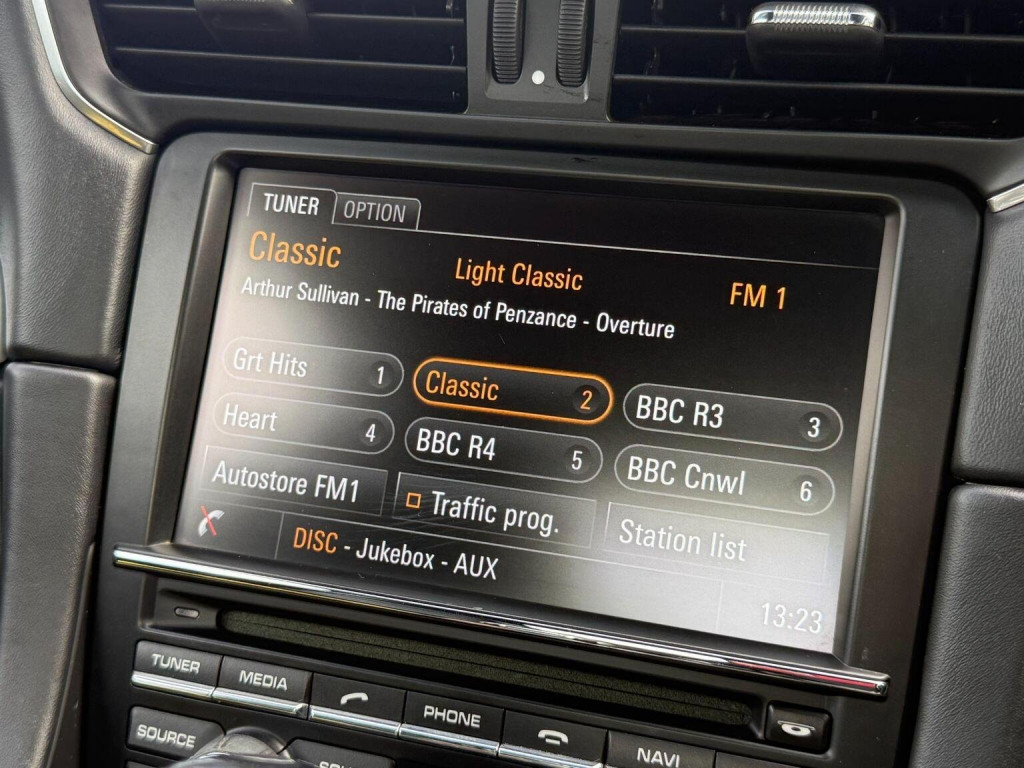 TUNER OPTION
Classic Light Classic FM 1
Arthur Sullivan - The Pirates of Penzance - Overture
Grt Hits 1 Classic 2 BBC R3 3
Heart 4 BBC R4 5 BBC Cnwl 6
Autostore FM1 Traffic prog. Station list
DISC - Jukebox - AUX
13:23
TUNER MEDIA PHONE NAVI
SOURCE